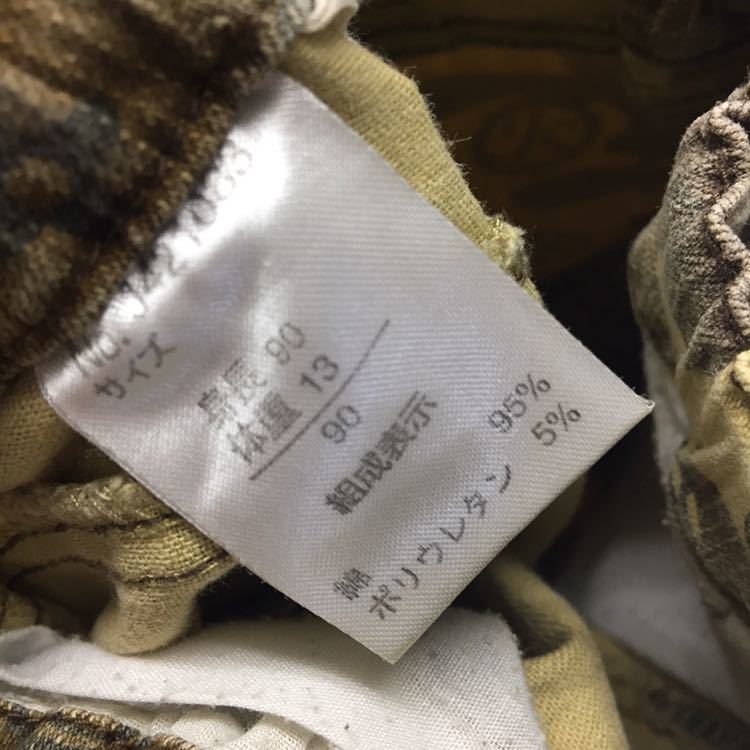 サイズ
身長 90
体重 13
90
組成表示
綿 95%
ポリウレタン 5%